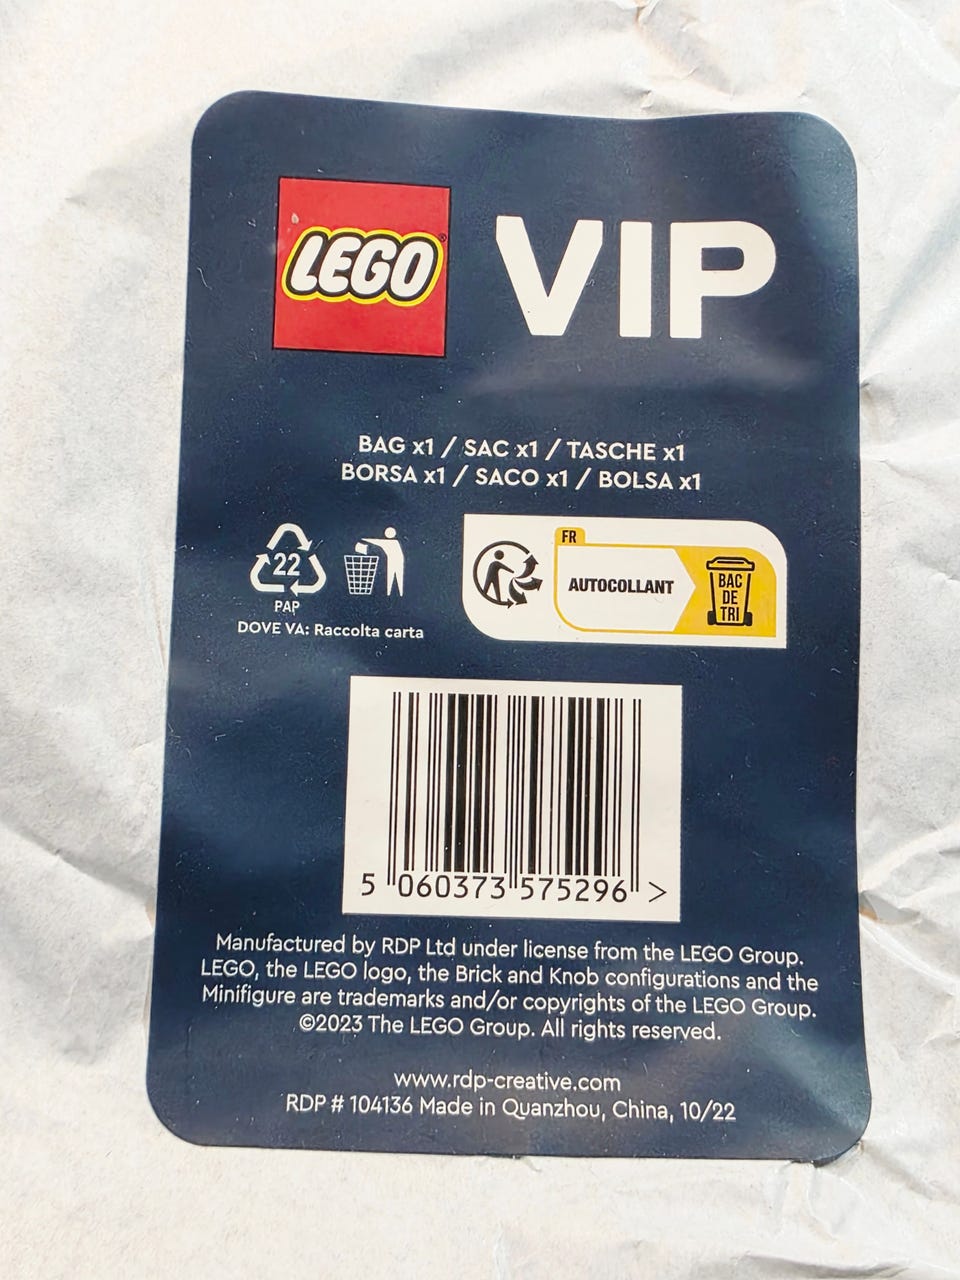 LEGO® VIP
BAG x1 / SAC x1 / TASCHE x1
BORSA x1 / SACO x1 / BOLSA x1
22
PAP
DOVE VA: Raccolta carta
FR
AUTOCOLLANT
BAC
DE
TRI
5 060373 575296 >
Manufactured by RDP Ltd under license from the LEGO Group.
LEGO, the LEGO logo, the Brick and Knob configurations and the
Minifigure are trademarks and/or copyrights of the LEGO Group.
©2023 The LEGO Group. All rights reserved.
www.rdp-creative.com
RDP # 104136 Made in Quanzhou, China, 10/22